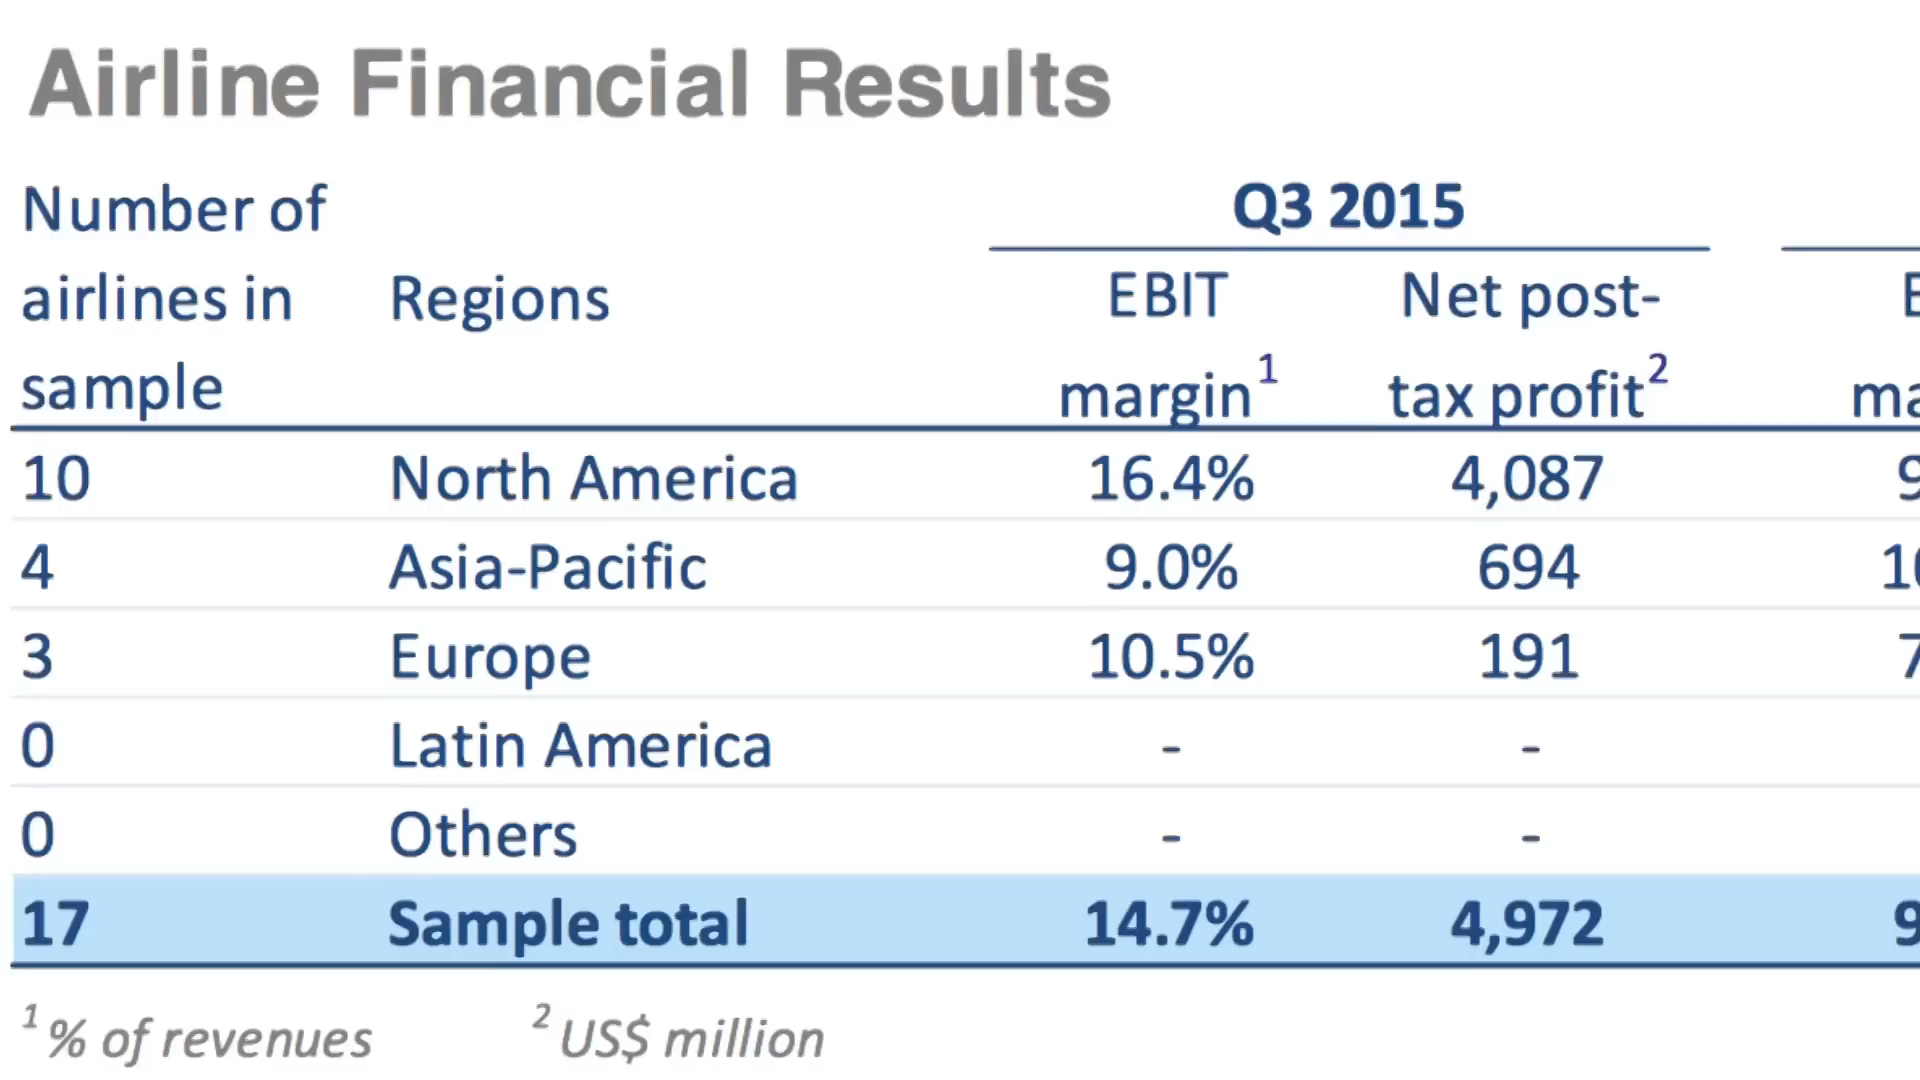 Airline Financial Results
Number of airlines in sample
Regions
Q3 2015
EBIT margin1
Net post-tax profit2
10 North America 16.4% 4,087
4 Asia-Pacific 9.0% 694
3 Europe 10.5% 191
0 Latin America - -
0 Others - -
17 Sample total 14.7% 4,972
1 % of revenues 2 US$ million